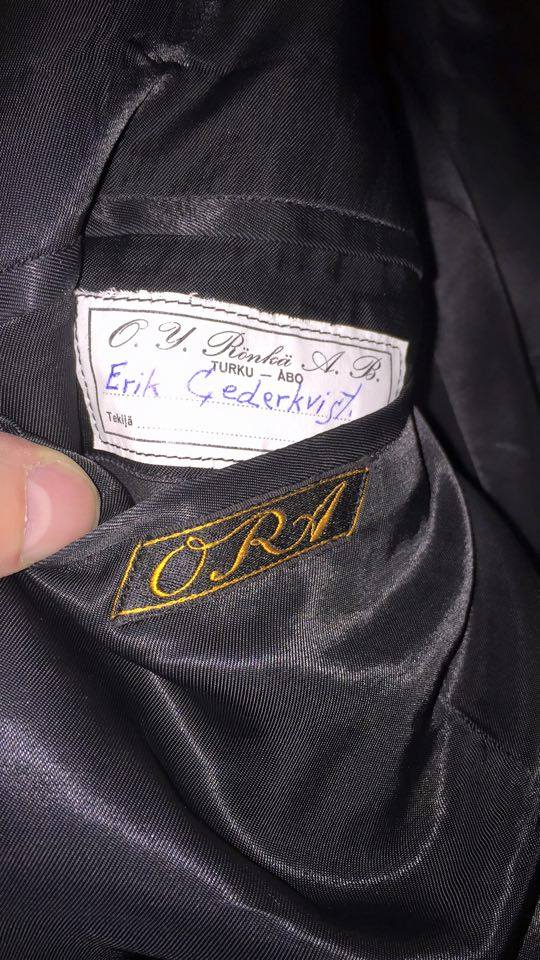 O. Y. Rönkä A. B.
TURKU – ÅBO
Erik Cederkvist.
Tekijä
ORA